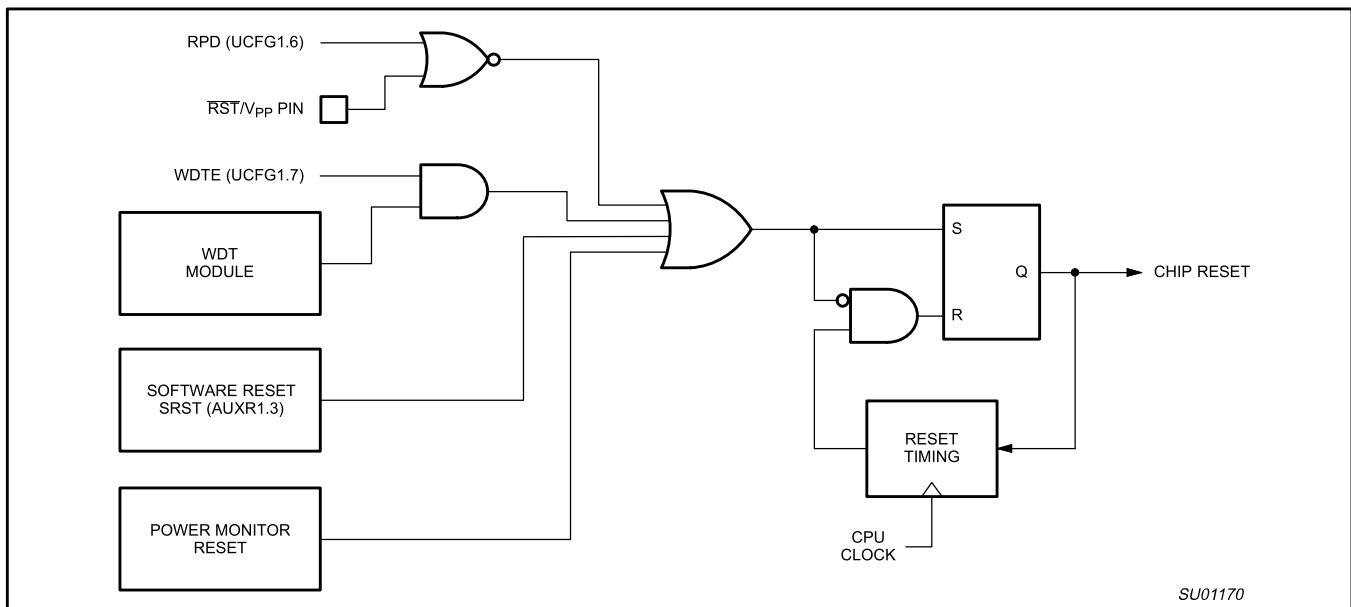 RPD (UCFG1.6)
RST/VPP PIN
WDTE (UCFG1.7)
WDT
MODULE
SOFTWARE RESET
SRST (AUXR1.3)
POWER MONITOR
RESET
S
Q
R
CHIP RESET
RESET
TIMING
CPU
CLOCK
SU01170